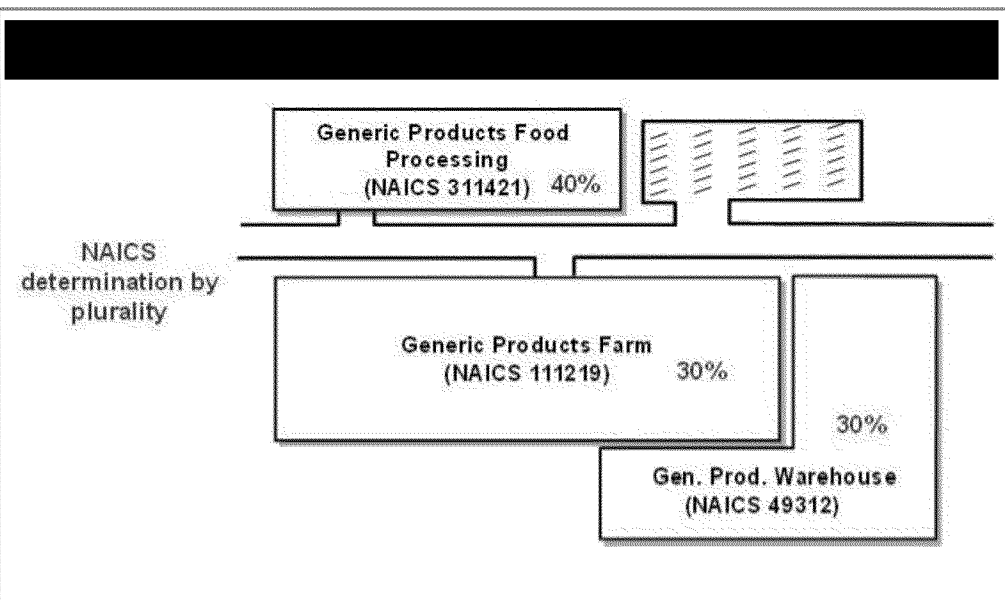 Generic Products Food
Processing
(NAICS 311421) 40%
NAICS
determination by
plurality
Generic Products Farm
(NAICS 111219) 30%
30%
Gen. Prod. Warehouse
(NAICS 49312)